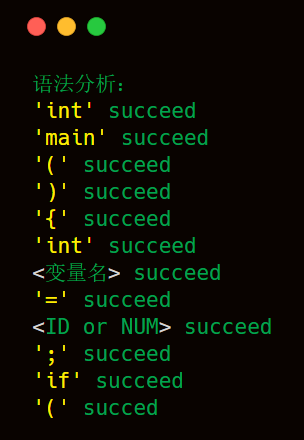 语法分析：
'int' succeed
'main' succeed
'(' succeed
')' succeed
'{' succeed
'int' succeed
<变量名> succeed
'=' succeed
<ID or NUM> succeed
';' succeed
'if' succeed
'(' succed